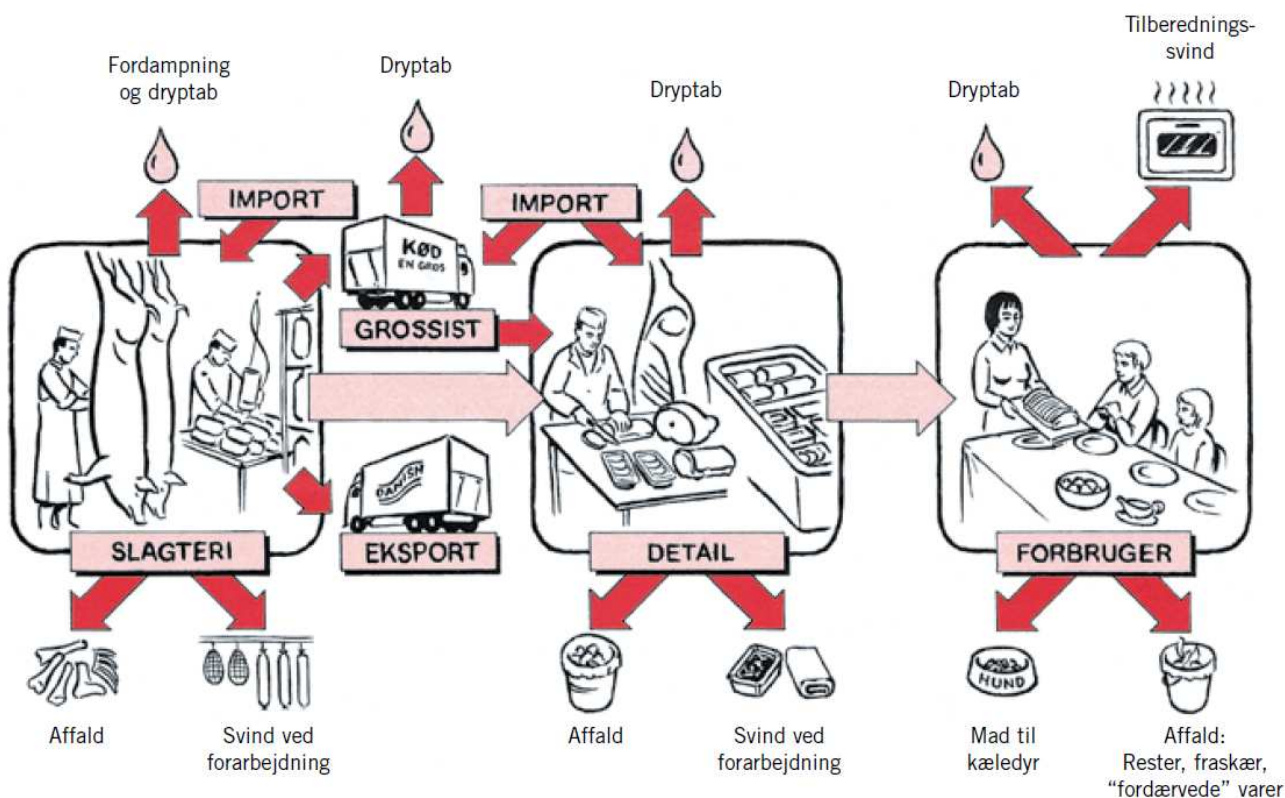 Tilberednings-
svind
Fordampning
og dryptab
Dryptab
Dryptab
Dryptab
IMPORT
IMPORT
KØD
EN GROS
GROSSIST
DANISH
SLAGTERI
EKSPORT
DETAIL
FORBRUGER
HUND
Affald
Svind ved
forarbejdning
Affald
Svind ved
forarbejdning
Mad til
kæledyr
Affald:
Rester, fraskær,
“fordærvede” varer